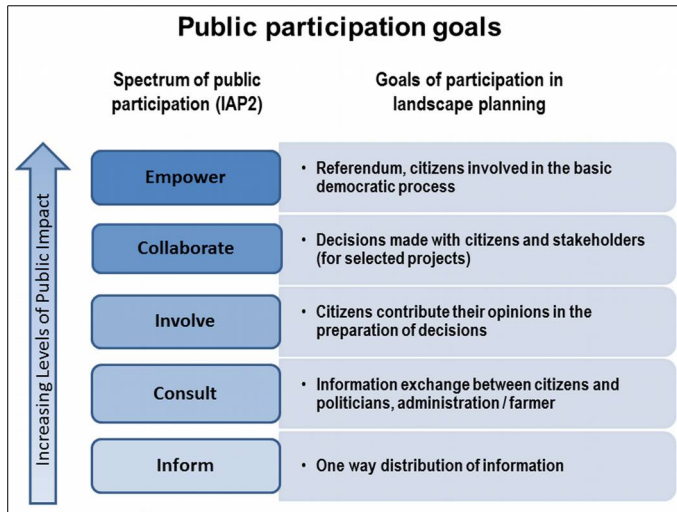 Public participation goals
Spectrum of public
participation (IAP2)
Goals of participation in
landscape planning
Increasing Levels of Public Impact
Empower
• Referendum, citizens involved in the basic
democratic process
Collaborate
• Decisions made with citizens and stakeholders
(for selected projects)
Involve
• Citizens contribute their opinions in the
preparation of decisions
Consult
• Information exchange between citizens and
politicians, administration / farmer
Inform
• One way distribution of information